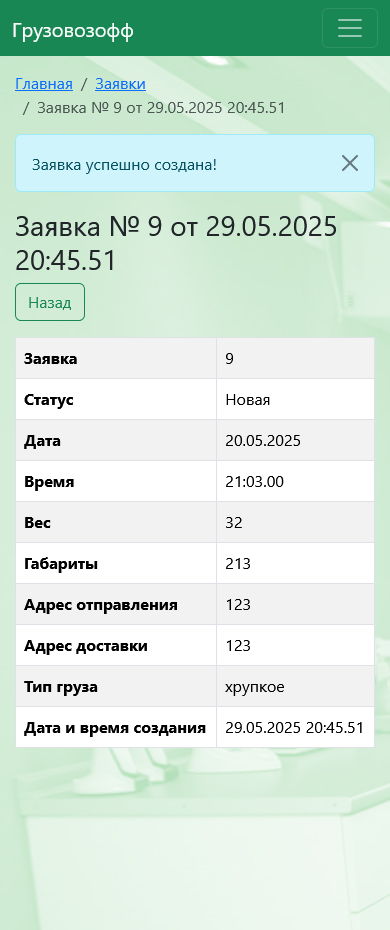 Грузовозофф
Главная / Заявки
/ Заявка № 9 от 29.05.2025 20:45.51
Заявка успешно создана!
Заявка № 9 от 29.05.2025
20:45.51
Назад
Заявка 9
Статус Новая
Дата 20.05.2025
Время 21:03.00
Вес 32
Габариты 213
Адрес отправления 123
Адрес доставки 123
Тип груза хрупкое
Дата и время создания 29.05.2025 20:45.51